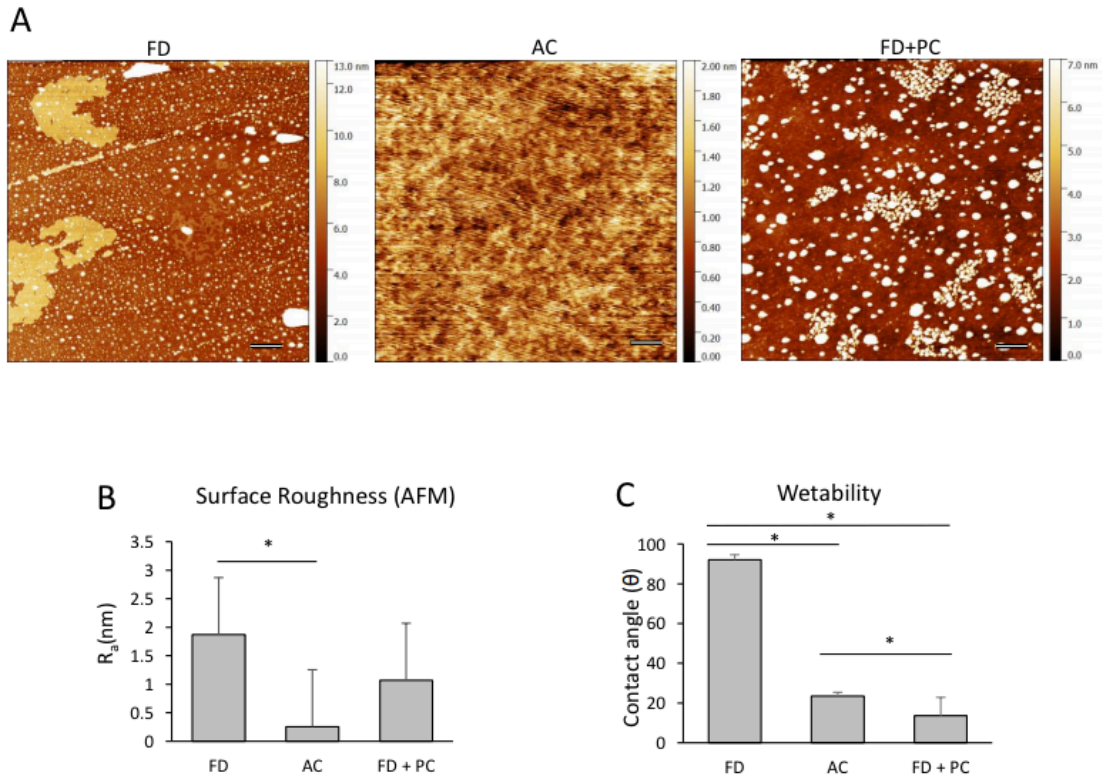 A
FD
AC
FD+PC
13.0 nm
10.0
8.0
6.0
4.0
2.0
0.0
2.00 nm
1.80
1.60
1.40
1.20
1.00
0.80
0.60
0.40
0.20
0.00
7.0 nm
6.0
5.0
4.0
3.0
2.0
1.0
0.0
B
Surface Roughness (AFM)
*
3.5
3
2.5
2
1.5
1
0.5
0
Ra(nm)
FD
AC
FD + PC
C
Wetability
*
*
*
100
80
60
40
20
0
Contact angle (θ)
FD
AC
FD + PC